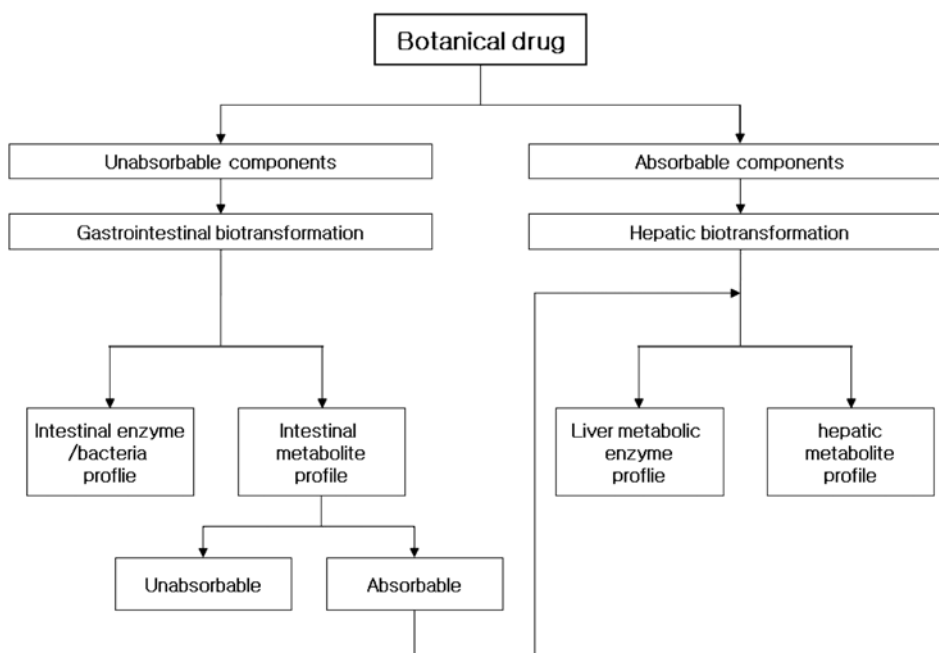 Botanical drug
Unabsorbable components
Absorbable components
Gastrointestinal biotransformation
Hepatic biotransformation
Intestinal enzyme
/bacteria
proflie
Intestinal
metabolite
profile
Liver metabolic
enzyme
proflie
hepatic
metabolite
profile
Unabsorbable
Absorbable